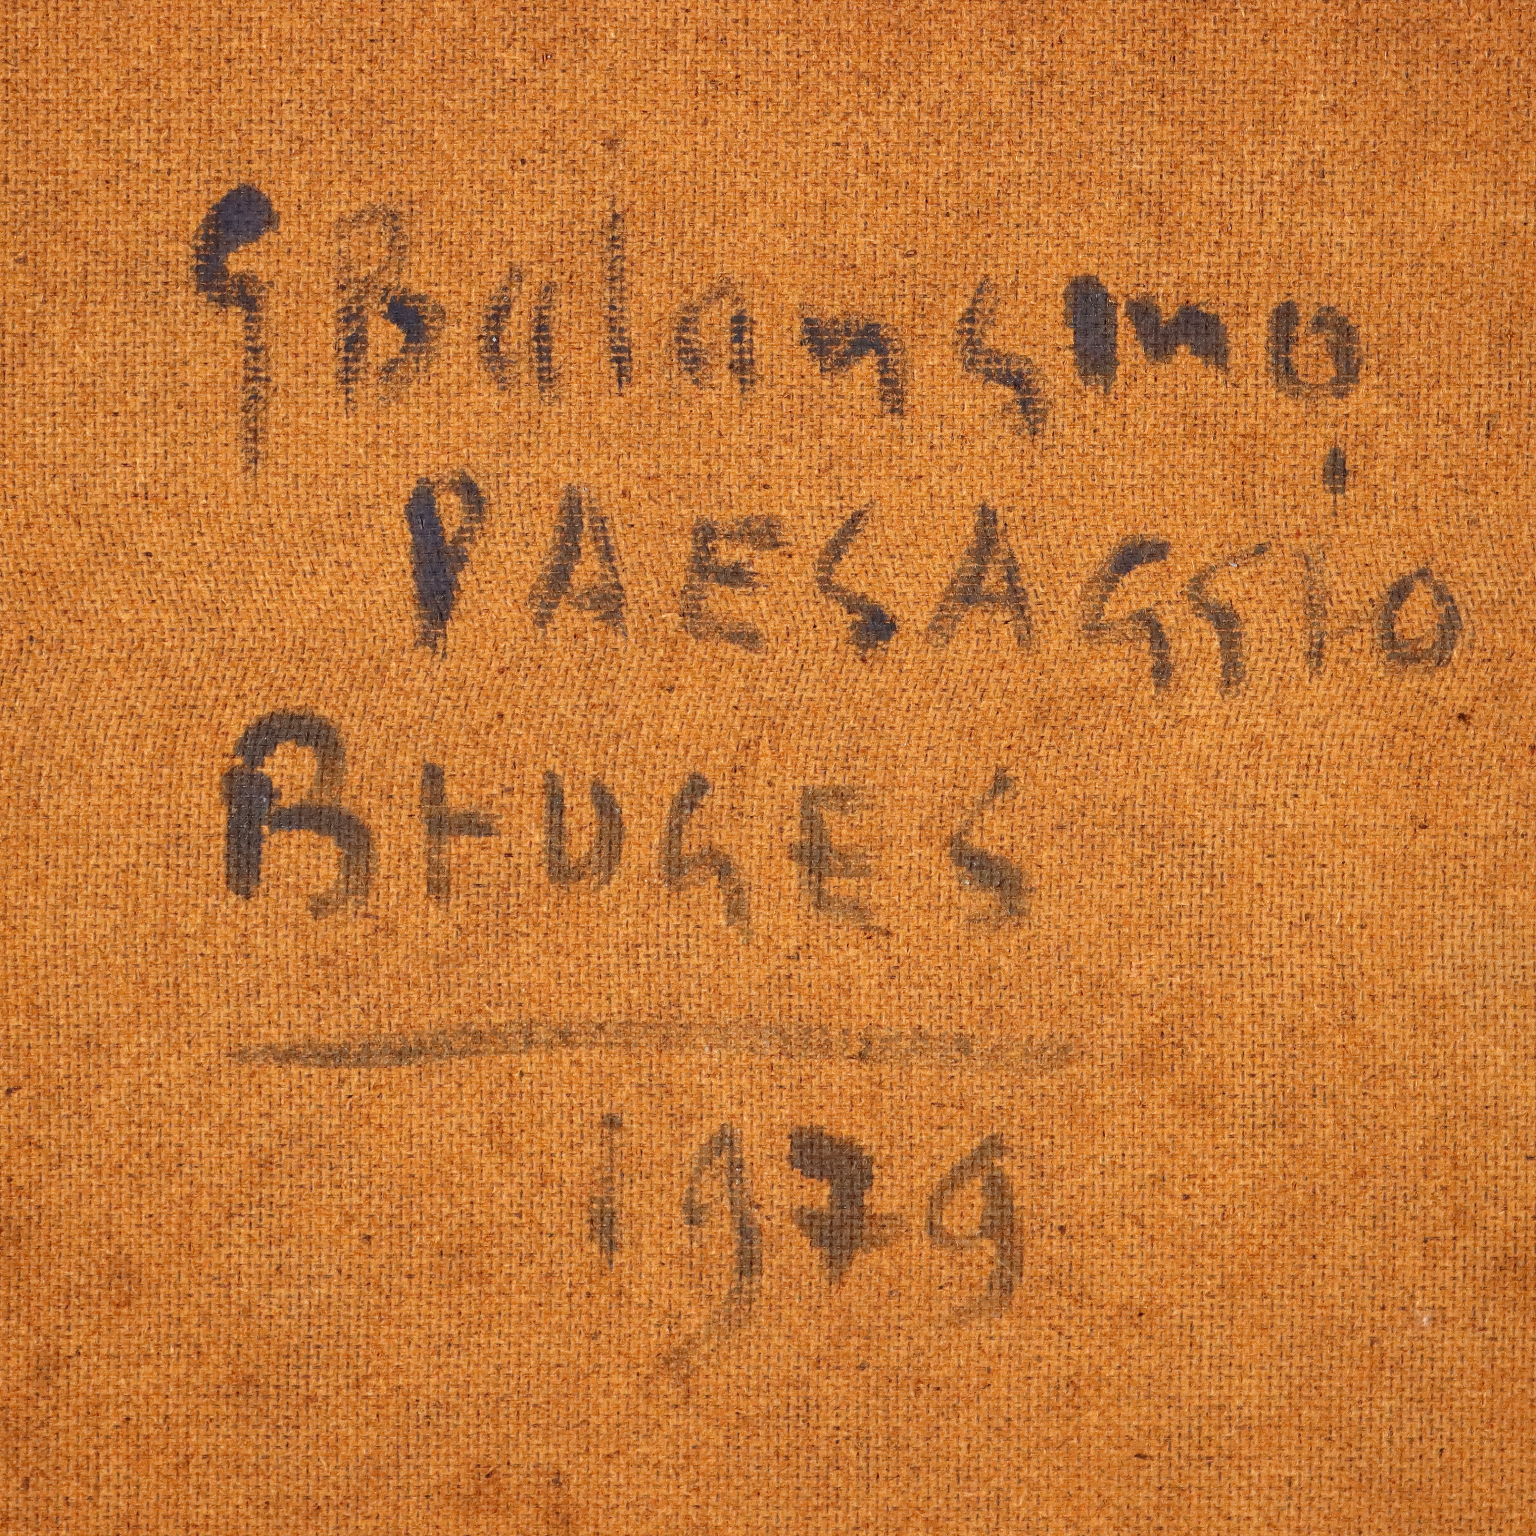 G Balansino
PAESAGGiO
BrUGES
1979